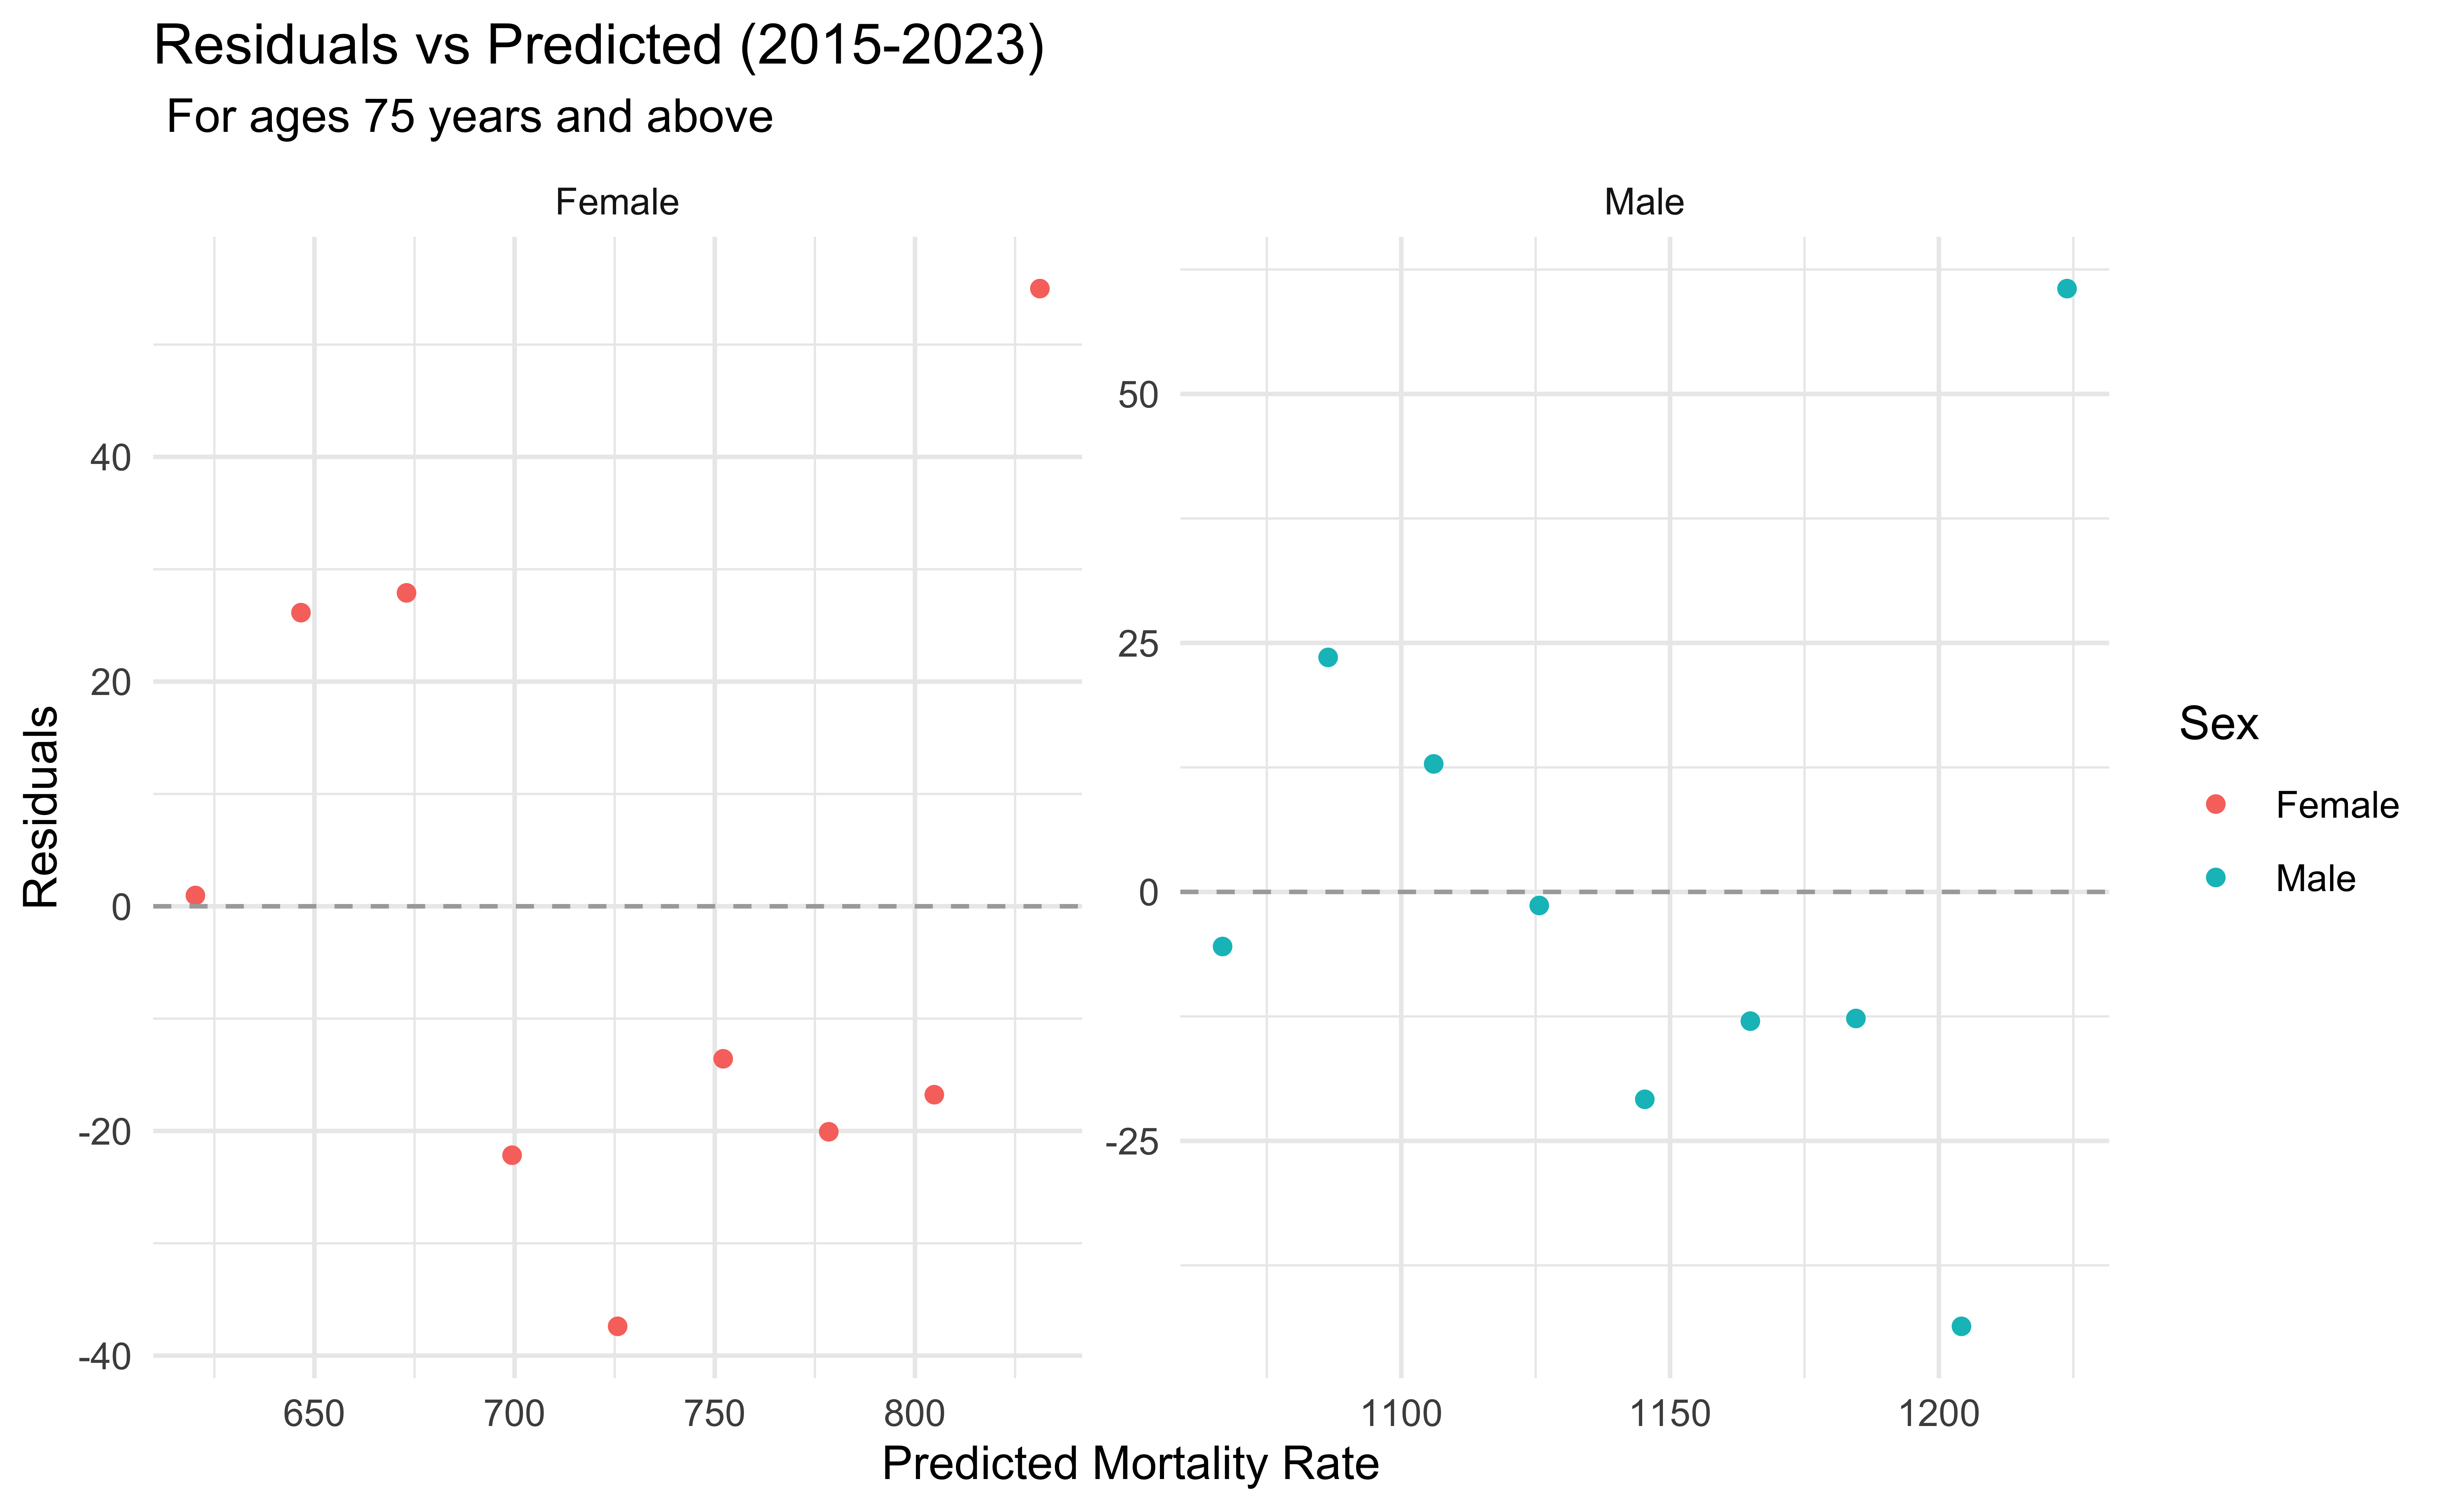 Residuals vs Predicted (2015-2023)
For ages 75 years and above
Female
Male
Residuals
40
20
0
-20
-40
50
25
0
-25
650 700 750 800
1100 1150 1200
Predicted Mortality Rate
Sex
Female
Male